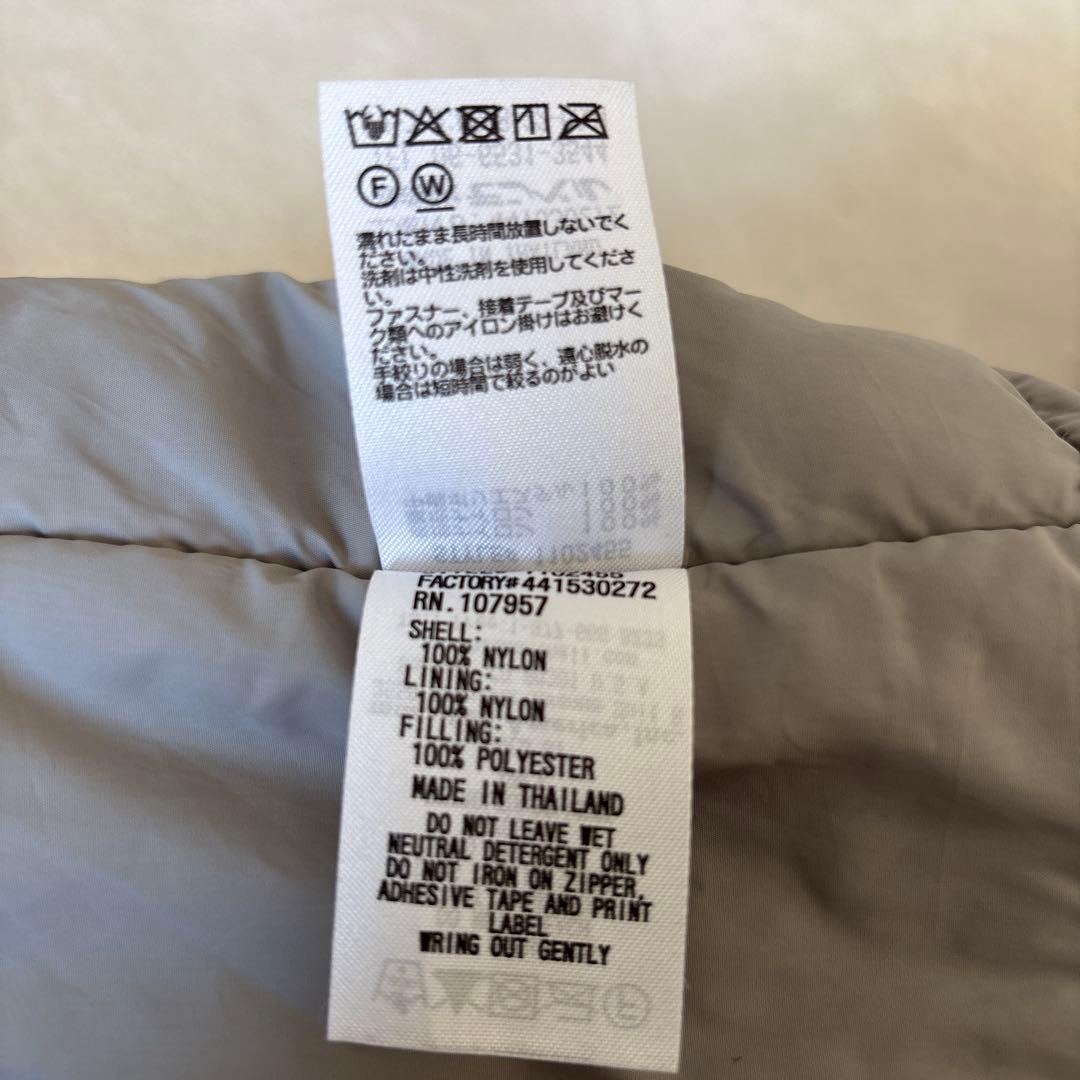 F W
濡れたまま長時間放置しないでく
ださい。
洗剤は中性洗剤を使用してくださ
い。
ファスナー、接着テープ及びマー
ク類へのアイロン掛けはお避けく
ださい。
手絞りの場合は弱く、遠心脱水の
場合は短時間で絞るのがよい
FACTORY# 441530272
RN. 107957
SHELL:
100% NYLON
LINING:
100% NYLON
FILLING:
100% POLYESTER
MADE IN THAILAND
DO NOT LEAVE WET
NEUTRAL DETERGENT ONLY
DO NOT IRON ON ZIPPER,
ADHESIVE TAPE AND PRINT
LABEL
WRING OUT GENTLY